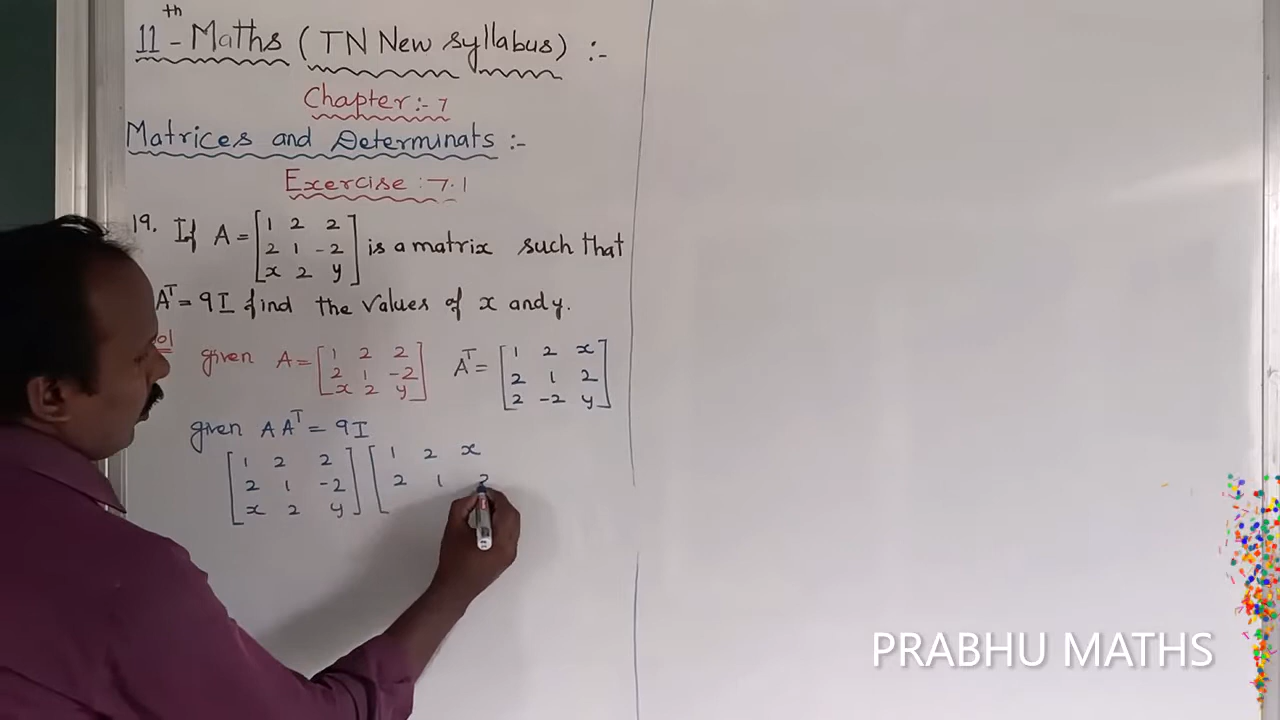 11th - Maths (TN New syllabus) :-
Chapter:- 7
Matrices and Determinats :-
Exercise : 7.1
19. If A = [1 2 2
2 1 -2
x 2 y] is a matrix such that
A^T = 9I find the values of x and y.
given A = [1 2 2
2 1 -2
x 2 y] A^T = [1 2 x
2 1 2
2 -2 y]
given A A^T = 9I
[1 2 2
2 1 -2
x 2 y] [1 2 x
2 1 2
PRABHU MATHS